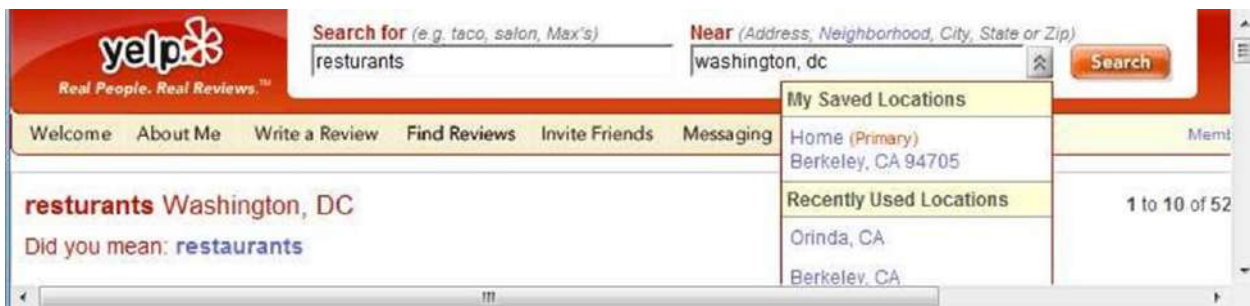 yelp
Real People. Real Reviews.™
Search for (e.g. taco, salon, Max's)
resturants
Near (Address, Neighborhood, City, State or Zip)
washington, dc
Search
My Saved Locations
Home (Primary)
Berkeley, CA 94705
Recently Used Locations
Orinda, CA
Berkeley, CA
Welcome About Me Write a Review Find Reviews Invite Friends Messaging
resturants Washington, DC
1 to 10 of 52
Did you mean: restaurants